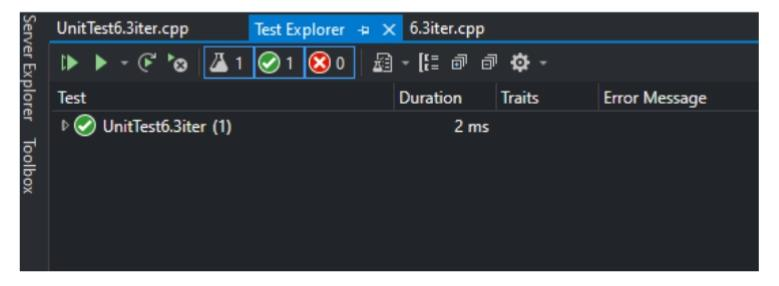 Server Explorer
Toolbox
UnitTest6.3iter.cpp
Test Explorer
6.3iter.cpp
1
1
0
Test Duration Traits Error Message
UnitTest6.3iter (1) 2 ms